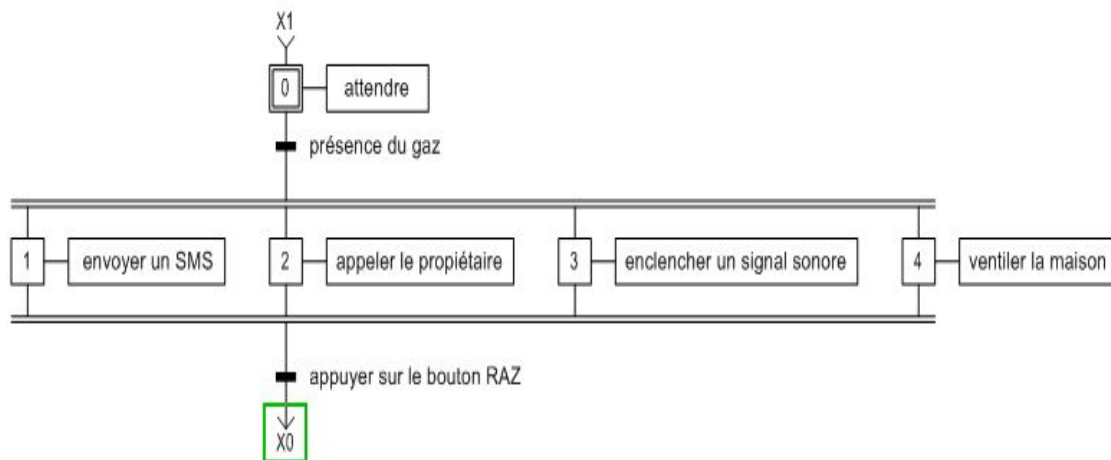 X1
0 attendre
présence du gaz
1 envoyer un SMS 2 appeler le propiétaire 3 enclencher un signal sonore 4 ventiler la maison
appuyer sur le bouton RAZ
X0